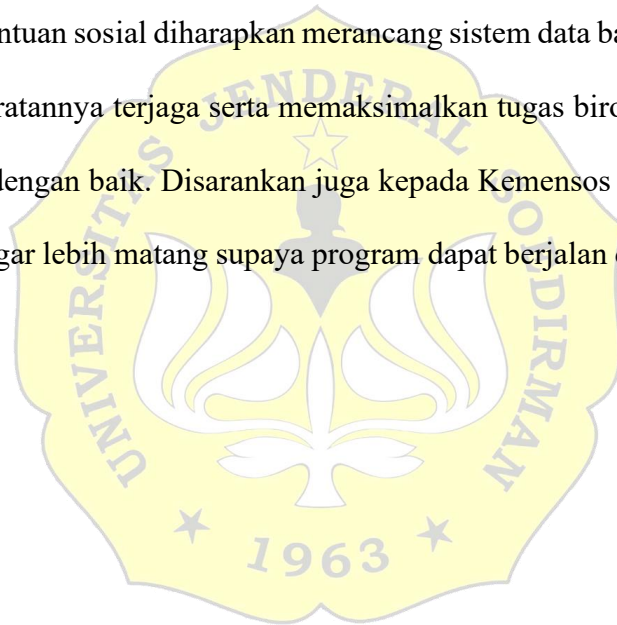 ntuan sosial diharapkan merancang sistem data ba
ratannya terjaga serta memaksimalkan tugas biro
dengan baik. Disarankan juga kepada Kemensos
gar lebih matang supaya program dapat berjalan
UNIVERSITAS JENDERAL SOEDIRMAN
1963